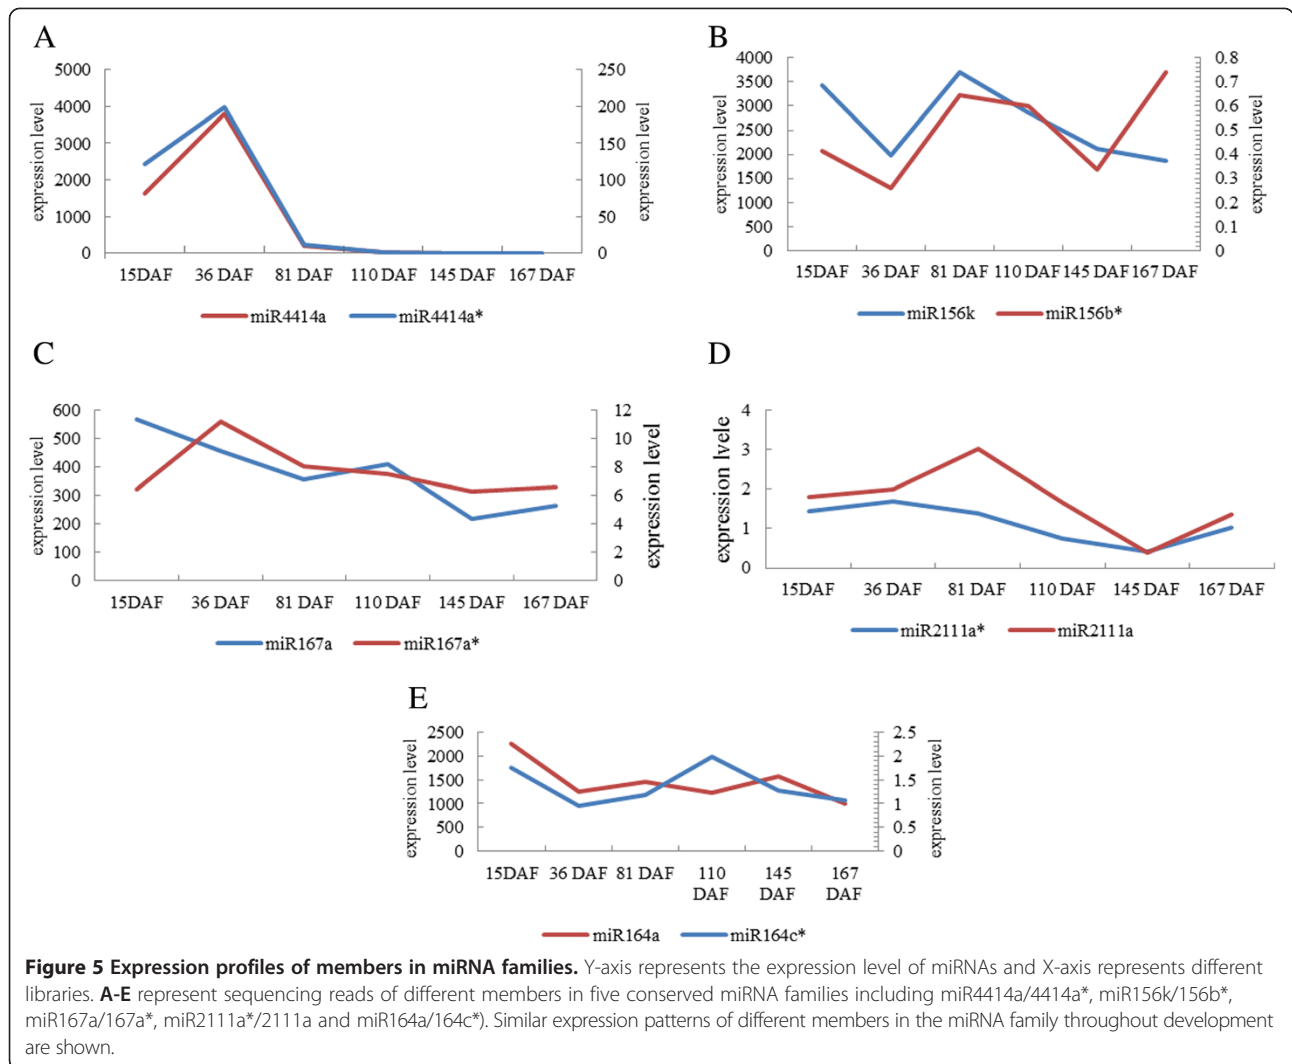 A
5000
4000
3000
2000
1000
0
expression level
250
200
150
100
50
0
expression level
15DAF 36 DAF 81 DAF 110 DAF 145 DAF 167 DAF
miR4414a miR4414a*
B
4000
3500
3000
2500
2000
1500
1000
500
0
expression level
0.8
0.7
0.6
0.5
0.4
0.3
0.2
0.1
0
expression level
15DAF 36 DAF 81 DAF 110 DAF 145 DAF 167 DAF
miR156k miR156b*
C
600
500
400
300
200
100
0
expression level
12
10
8
6
4
2
0
expression level
15DAF 36 DAF 81 DAF 110 DAF 145 DAF 167 DAF
miR167a miR167a*
D
4
3
2
1
0
expression lvele
15DAF 36 DAF 81 DAF 110 DAF 145 DAF 167 DAF
miR2111a* miR2111a
E
2500
2000
1500
1000
500
0
expression level
2.5
2
1.5
1
0.5
0
expression level
15DAF 36 DAF 81 DAF 110 145 167
DAF DAF DAF
miR164a miR164c*
Figure 5 Expression profiles of members in miRNA families. Y-axis represents the expression level of miRNAs and X-axis represents different
libraries. A-E represent sequencing reads of different members in five conserved miRNA families including miR4414a/4414a*, miR156k/156b*,
miR167a/167a*, miR2111a*/2111a and miR164a/164c*). Similar expression patterns of different members in the miRNA family throughout development
are shown.